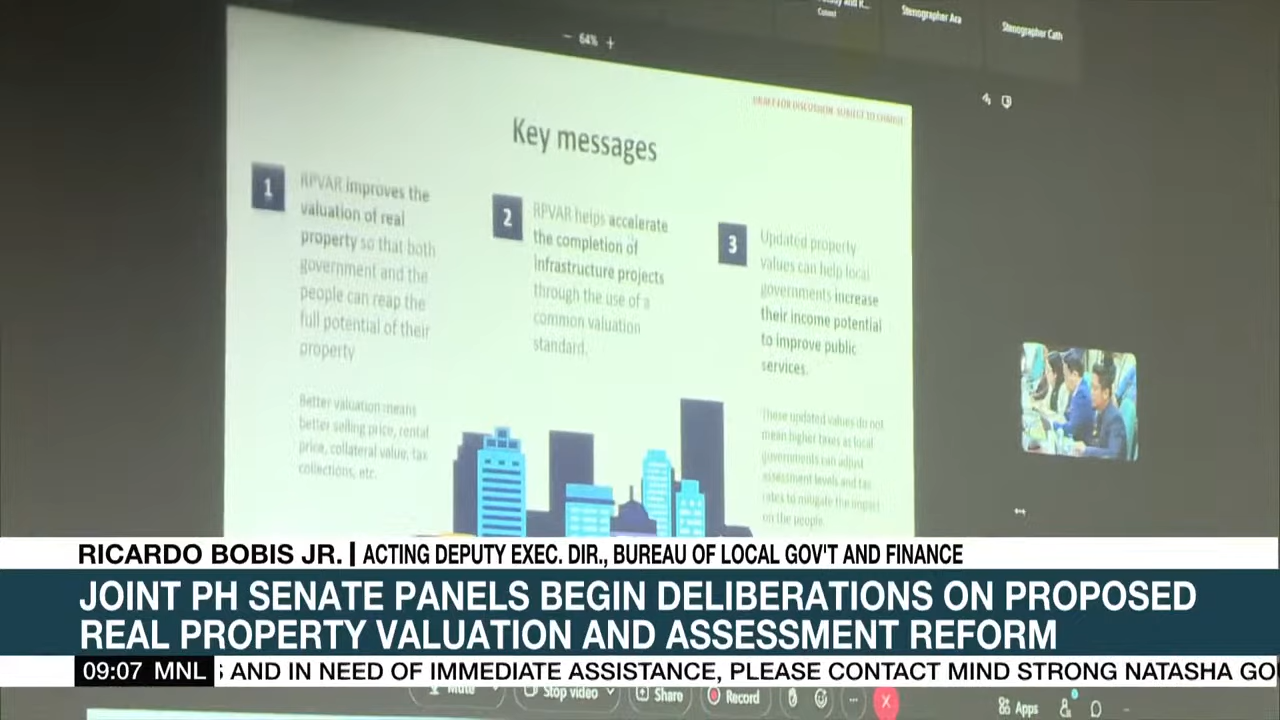 64%
Stenographer Ara
Stenographer Cath
DRAFT FOR DISCUSSION. SUBJECT TO CHANGE
Key messages
1
RPVAR improves the
valuation of real
property so that both
government and the
people can reap the
full potential of their
property
Better valuation means
better selling price, rental
price, collateral value, tax
collections, etc.
2
RPVAR helps accelerate
the completion of
infrastructure projects
through the use of a
common valuation
standard.
3
Updated property
values can help local
governments increase
their income potential
to improve public
services.
These updated values do not
mean higher taxes as local
governments can adjust
assessment levels and tax
rates to mitigate the impact
on the people.
RICARDO BOBIS JR. | ACTING DEPUTY EXEC. DIR., BUREAU OF LOCAL GOV'T AND FINANCE
JOINT PH SENATE PANELS BEGIN DELIBERATIONS ON PROPOSED
REAL PROPERTY VALUATION AND ASSESSMENT REFORM
09:07 MNL AND IN NEED OF IMMEDIATE ASSISTANCE, PLEASE CONTACT MIND STRONG NATASHA GO
Mute Stop video Share Record Apps